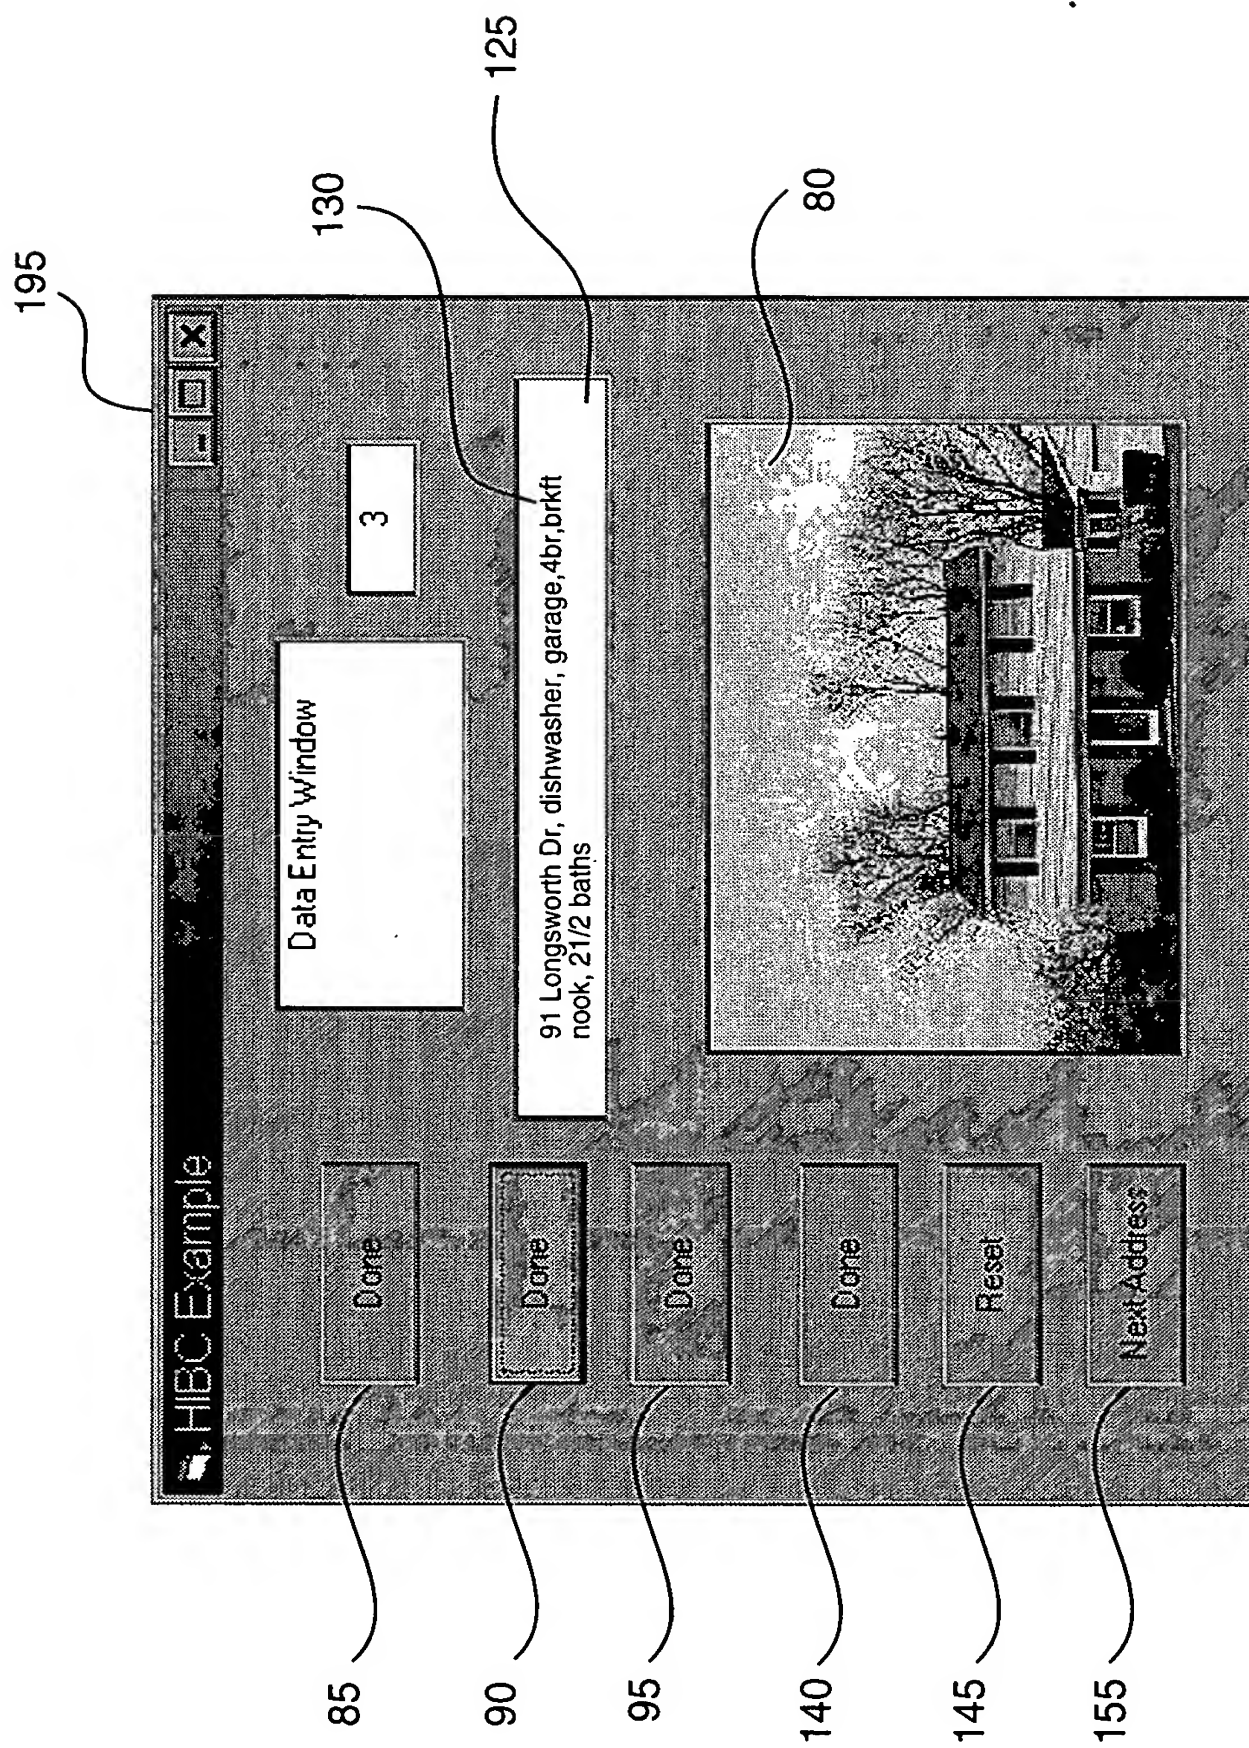 195
HIBC Example
Data Entry Window
3
130
125
91 Longsworth Dr, dishwasher, garage,4br,brkft
nook, 21/2 baths
80
85
Done
90
Done
95
Done
140
Done
145
Reset
155
Next Address